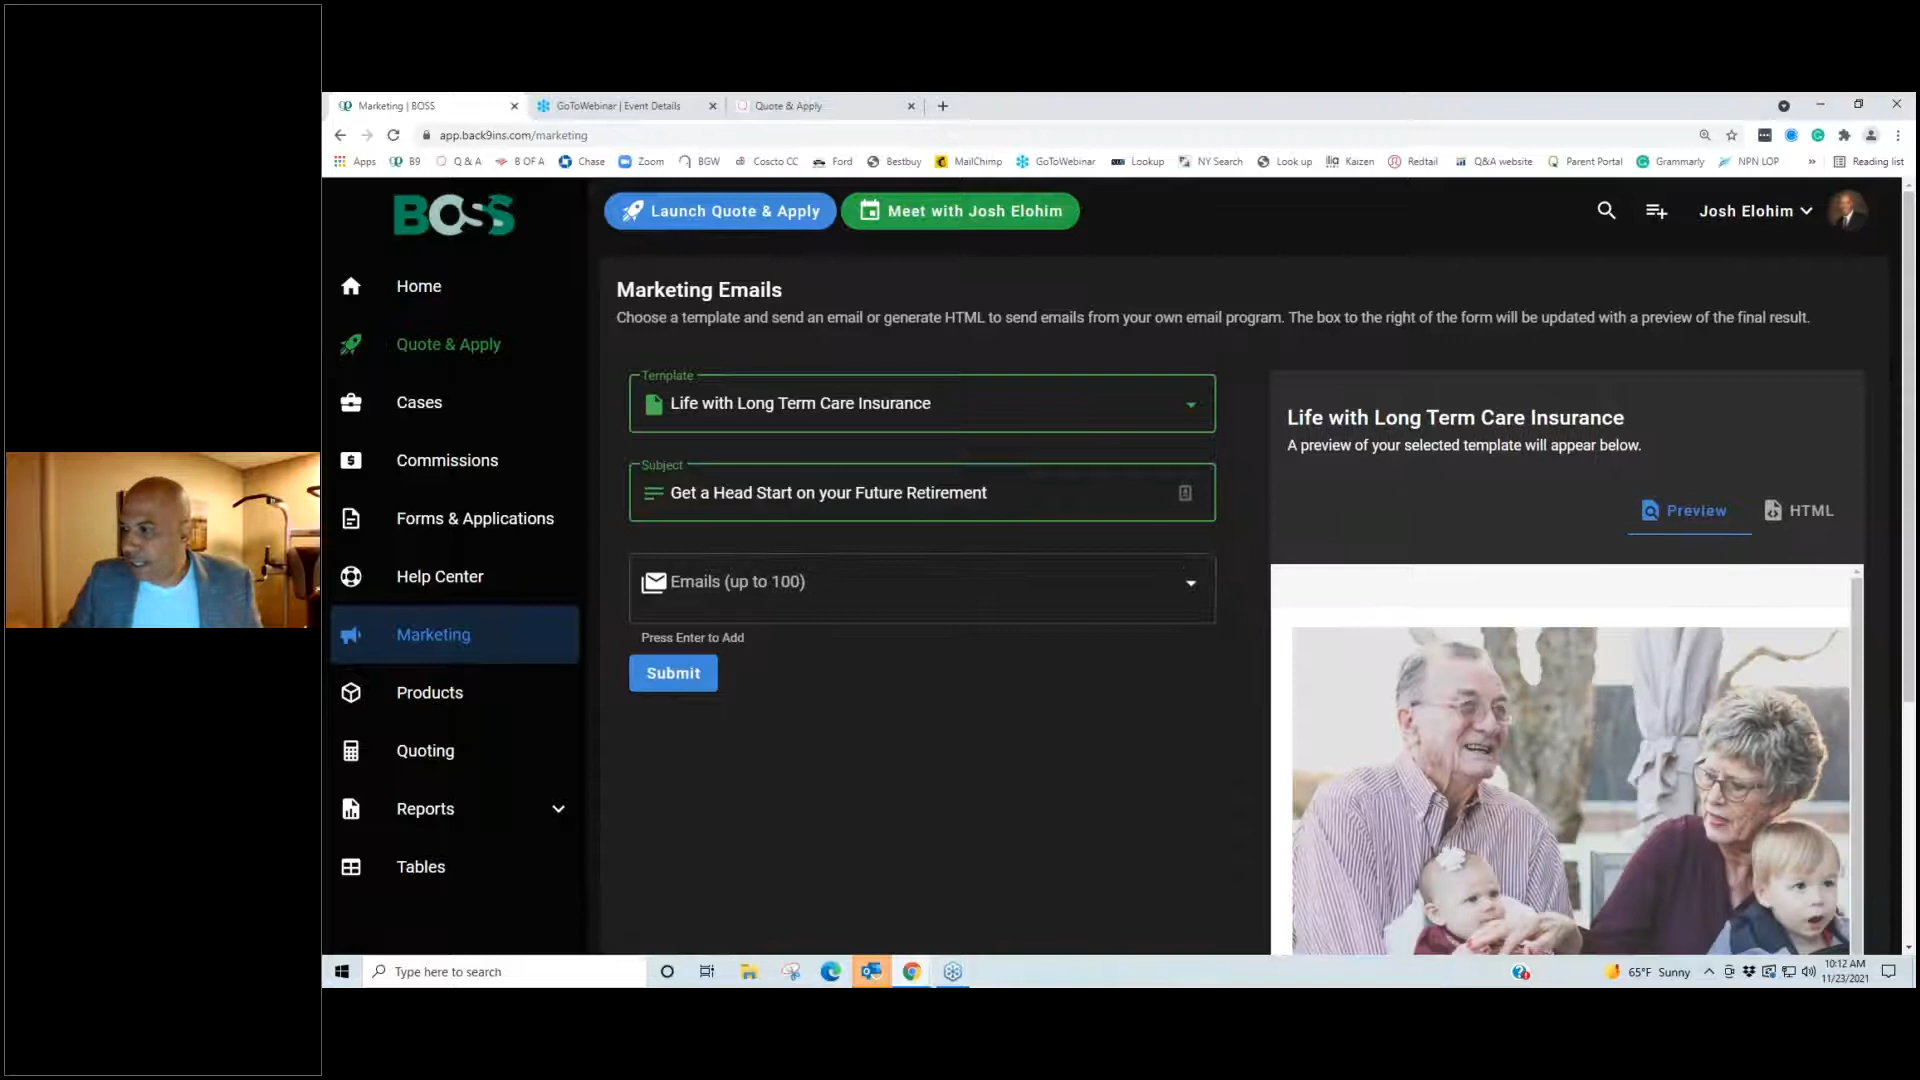 Marketing | BOSS
GoToWebinar | Event Details
Quote & Apply
app.back9ins.com/marketing
Apps B9 Q & A B OF A Chase Zoom BGW Coscto CC Ford Bestbuy MailChimp GoToWebinar Lookup NY Search Look up Kaizen Redtail Q&A website Parent Portal Grammarly NPN LOP » Reading list
BOSS
Launch Quote & Apply
Meet with Josh Elohim
Josh Elohim
Home
Quote & Apply
Cases
Commissions
Forms & Applications
Help Center
Marketing
Products
Quoting
Reports
Tables
Marketing Emails
Choose a template and send an email or generate HTML to send emails from your own email program. The box to the right of the form will be updated with a preview of the final result.
Template
Life with Long Term Care Insurance
Subject
Get a Head Start on your Future Retirement
Emails (up to 100)
Press Enter to Add
Submit
Life with Long Term Care Insurance
A preview of your selected template will appear below.
Preview
HTML
Type here to search
65°F Sunny
10:12 AM
11/23/2021